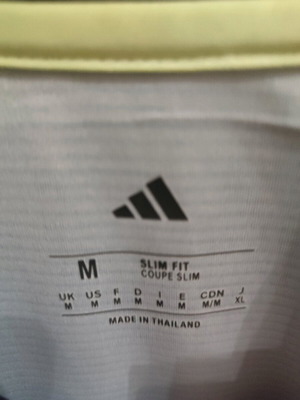 M SLIM FIT
COUPE SLIM
UK US F D I E CDN J
M M M M M M M/M XL
MADE IN THAILAND